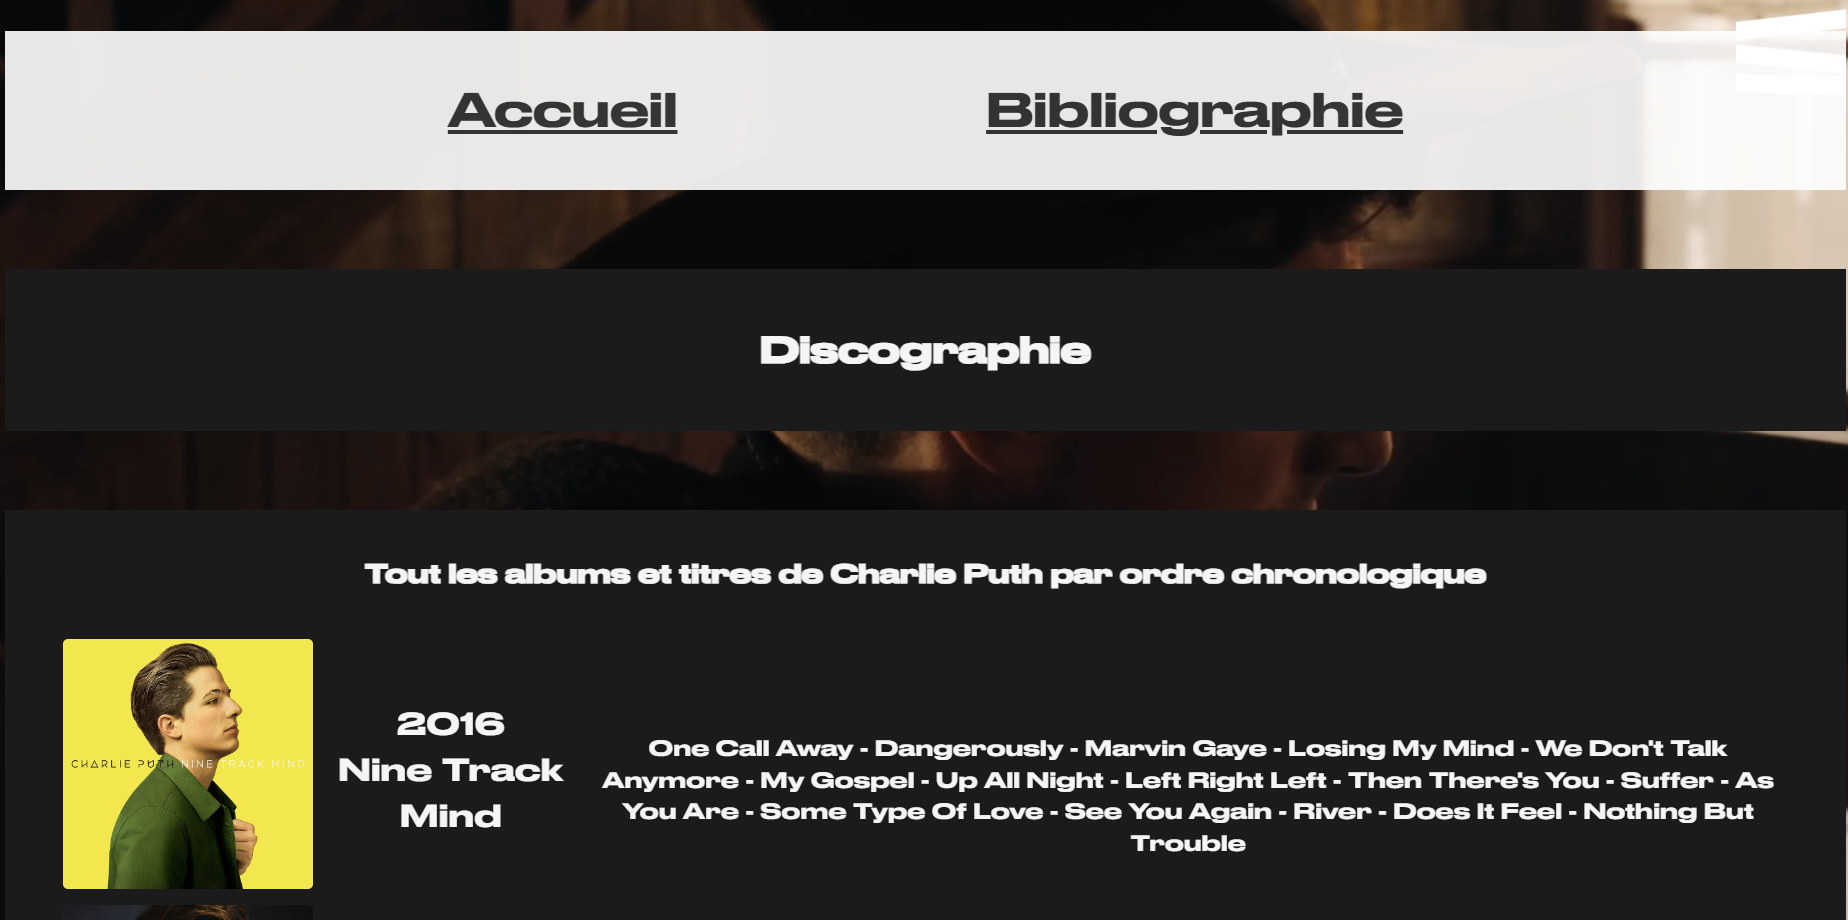 Accueil Bibliographie
Discographie
Tout les albums et titres de Charlie Puth par ordre chronologique
CHARLIE PUTH NINE TRACK MIND
2016
Nine Track
Mind
One Call Away - Dangerously - Marvin Gaye - Losing My Mind - We Don't Talk
Anymore - My Gospel - Up All Night - Left Right Left - Then There's You - Suffer - As
You Are - Some Type Of Love - See You Again - River - Does It Feel - Nothing But
Trouble